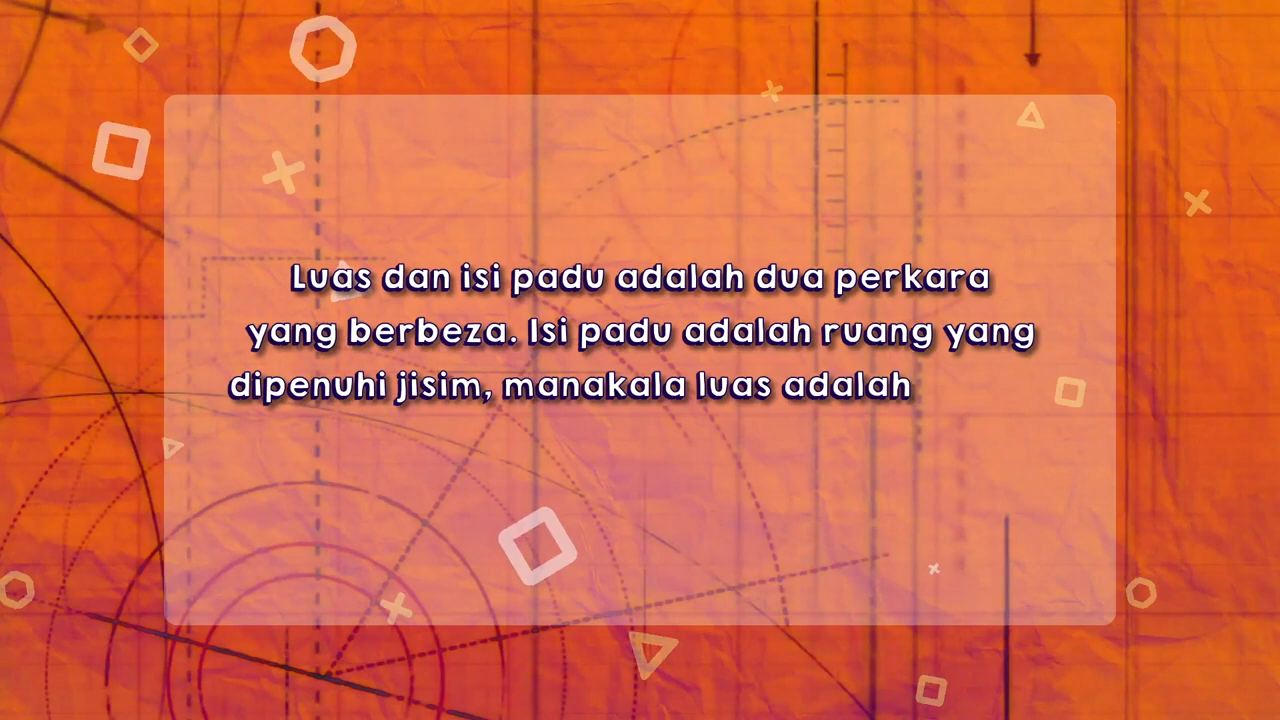 Luas dan isi padu adalah dua perkara
yang berbeza. Isi padu adalah ruang yang
dipenuhi jisim, manakala luas adalah